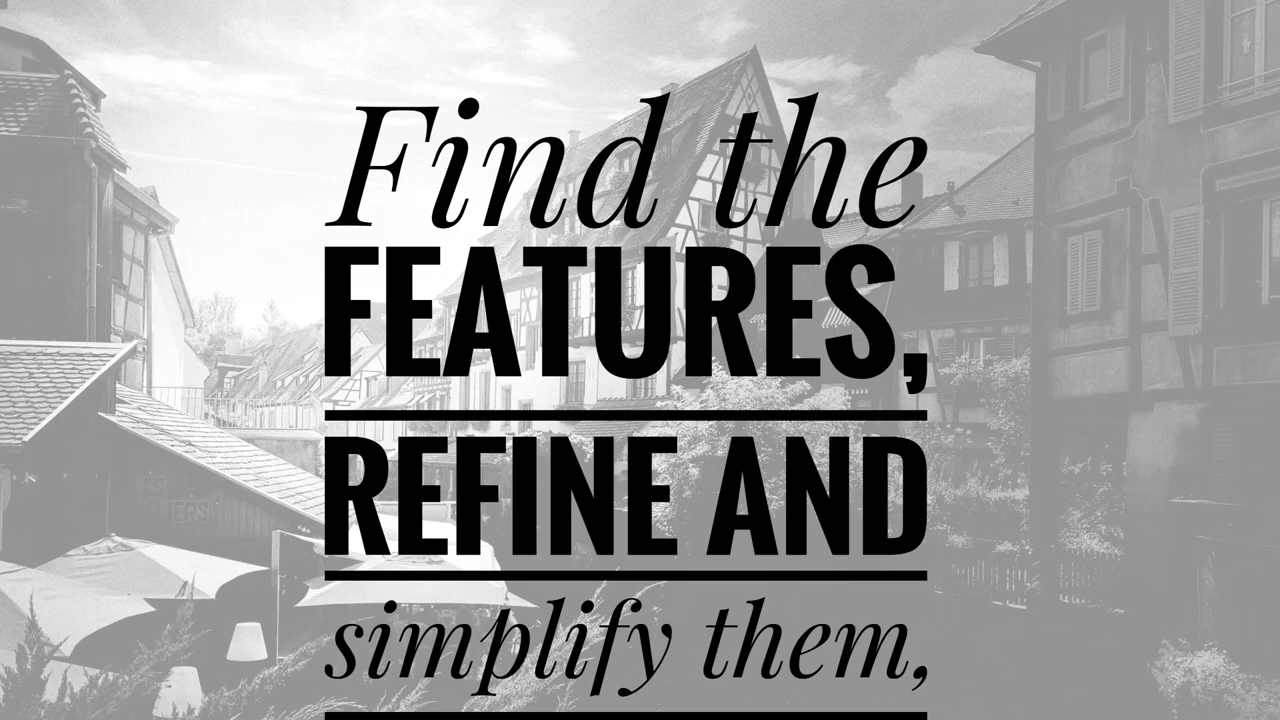 Find the
FEATURES,
REFINE AND
simplify them,